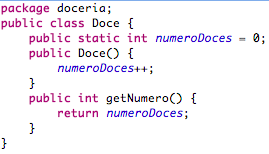 package doceria;
public class Doce {
    public static int numeroDoces = 0;
    public Doce() {
        numeroDoces++;
    }
    public int getNumero() {
        return numeroDoces;
    }
}